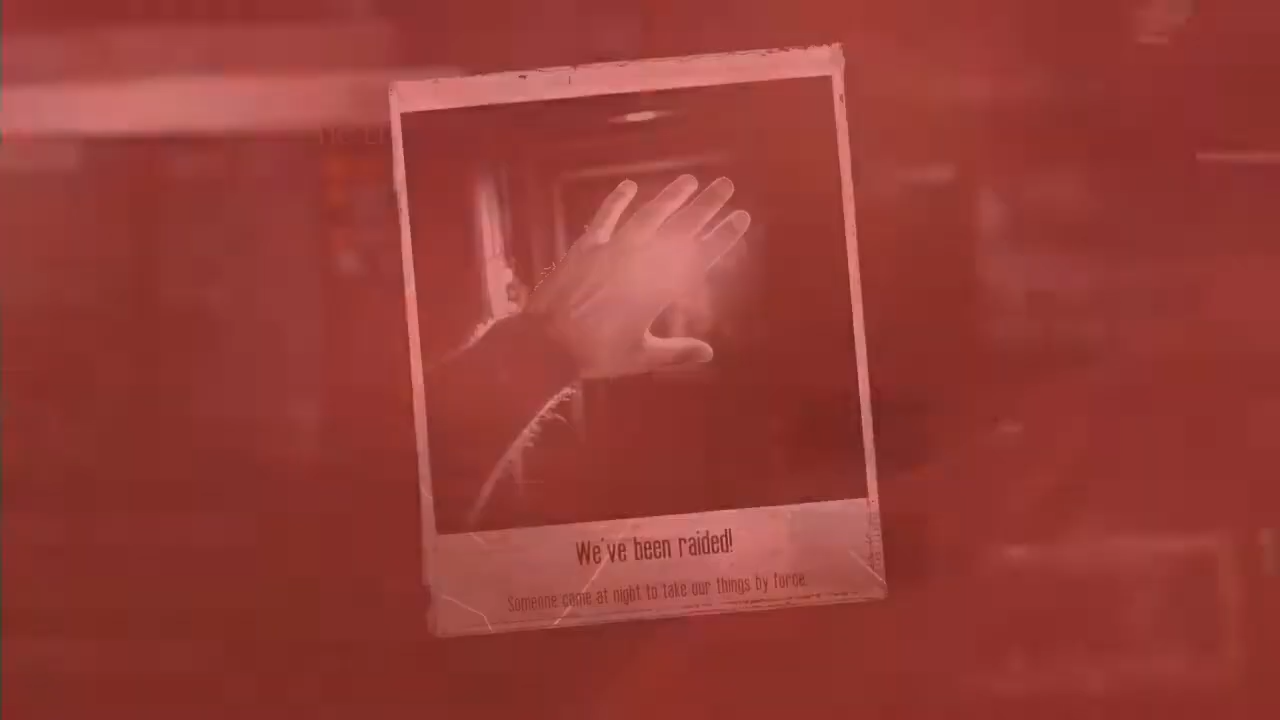 We've been raided!
Someone came at night to take our things by force.